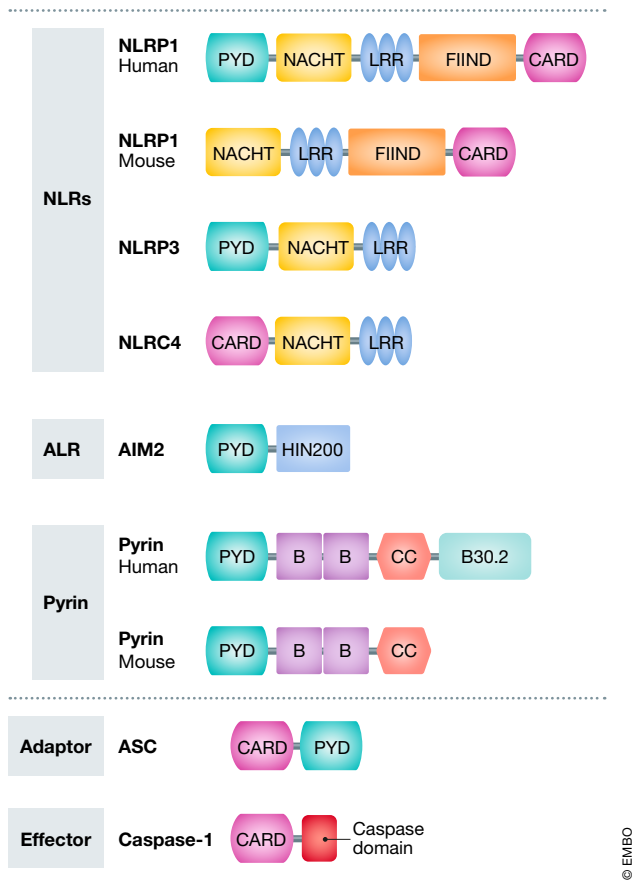 NLRs
NLRP1
Human
PYD NACHT LRR FIIND CARD
NLRP1
Mouse
NACHT LRR FIIND CARD
NLRP3
PYD NACHT LRR
NLRC4
CARD NACHT LRR
ALR
AIM2
PYD HIN200
Pyrin
Pyrin
Human
PYD B B CC B30.2
Pyrin
Mouse
PYD B B CC
Adaptor
ASC
CARD PYD
Effector
Caspase-1
CARD
Caspase
domain
© EMBO